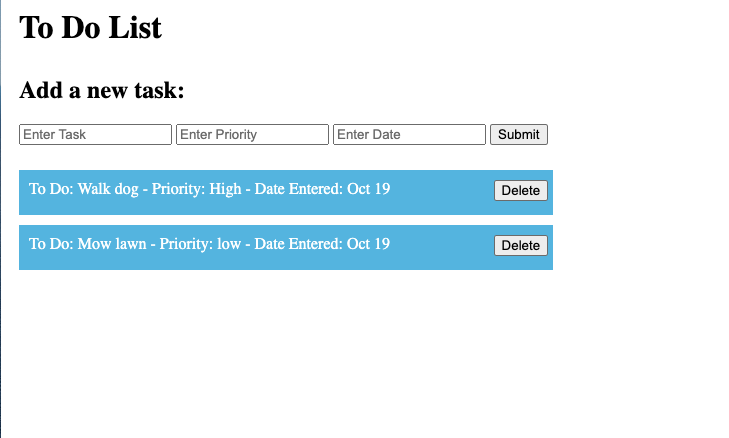 To Do List
Add a new task:
Enter Task Enter Priority Enter Date Submit
To Do: Walk dog - Priority: High - Date Entered: Oct 19 Delete
To Do: Mow lawn - Priority: low - Date Entered: Oct 19 Delete